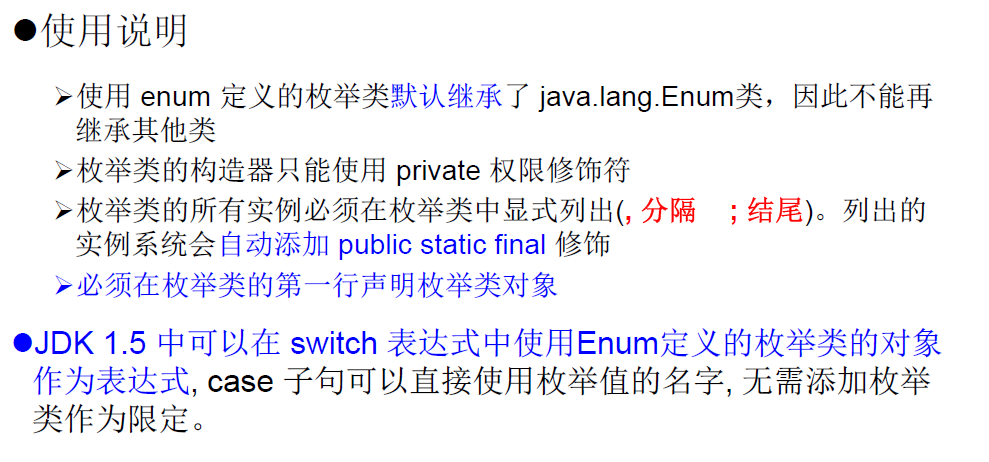 ●使用说明
➢使用 enum 定义的枚举类默认继承了 java.lang.Enum类，因此不能再
继承其他类
➢枚举类的构造器只能使用 private 权限修饰符
➢枚举类的所有实例必须在枚举类中显式列出(, 分隔 ; 结尾)。列出的
实例系统会自动添加 public static final 修饰
➢必须在枚举类的第一行声明枚举类对象
●JDK 1.5 中可以在 switch 表达式中使用Enum定义的枚举类的对象
作为表达式, case 子句可以直接使用枚举值的名字, 无需添加枚举
类作为限定。